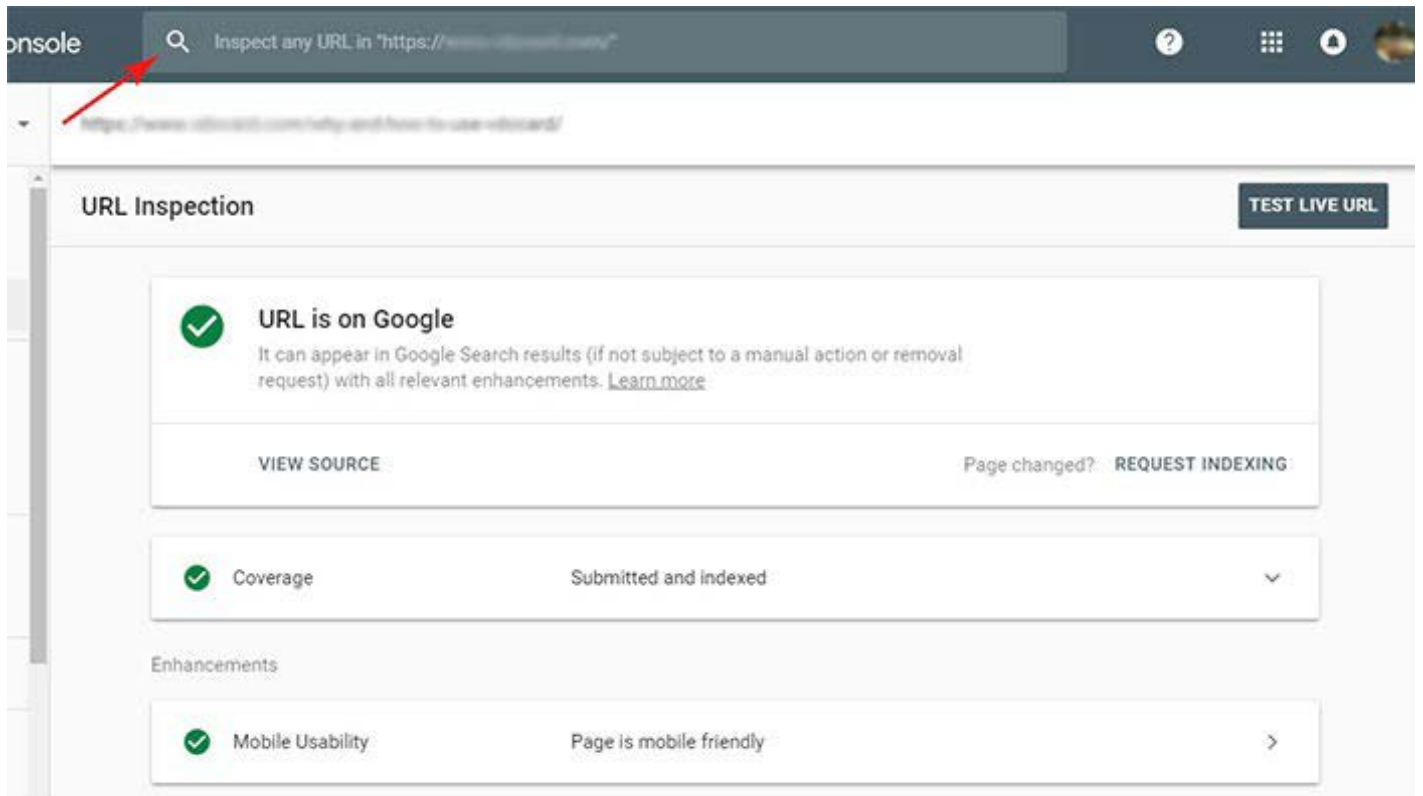 onsole
Inspect any URL in "https://
URL Inspection
TEST LIVE URL
URL is on Google
It can appear in Google Search results (if not subject to a manual action or removal
request) with all relevant enhancements. Learn more
VIEW SOURCE
Page changed? REQUEST INDEXING
Coverage
Submitted and indexed
Enhancements
Mobile Usability
Page is mobile friendly